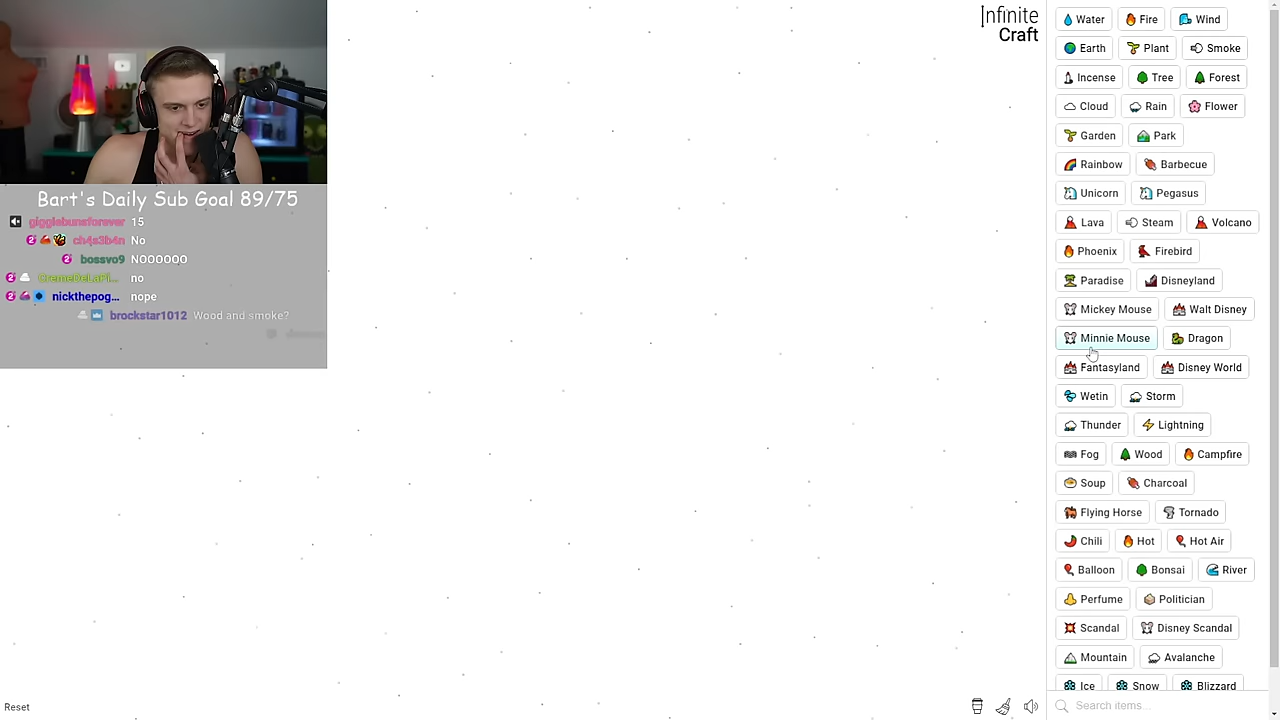 Infinite
Craft
Bart's Daily Sub Goal 89/75
gigglebunsforever 15
ch4s3b4n No
bossvo9 NOOOOOO
CremeDeLaPi... no
nickthepog... nope
brockstar1012 Wood and smoke?
Water Fire Wind
Earth Plant Smoke
Incense Tree Forest
Cloud Rain Flower
Garden Park
Rainbow Barbecue
Unicorn Pegasus
Lava Steam Volcano
Phoenix Firebird
Paradise Disneyland
Mickey Mouse Walt Disney
Minnie Mouse Dragon
Fantasyland Disney World
Wetin Storm
Thunder Lightning
Fog Wood Campfire
Soup Charcoal
Flying Horse Tornado
Chili Hot Hot Air
Balloon Bonsai River
Perfume Politician
Scandal Disney Scandal
Mountain Avalanche
Ice Snow Blizzard
Search items...
Reset